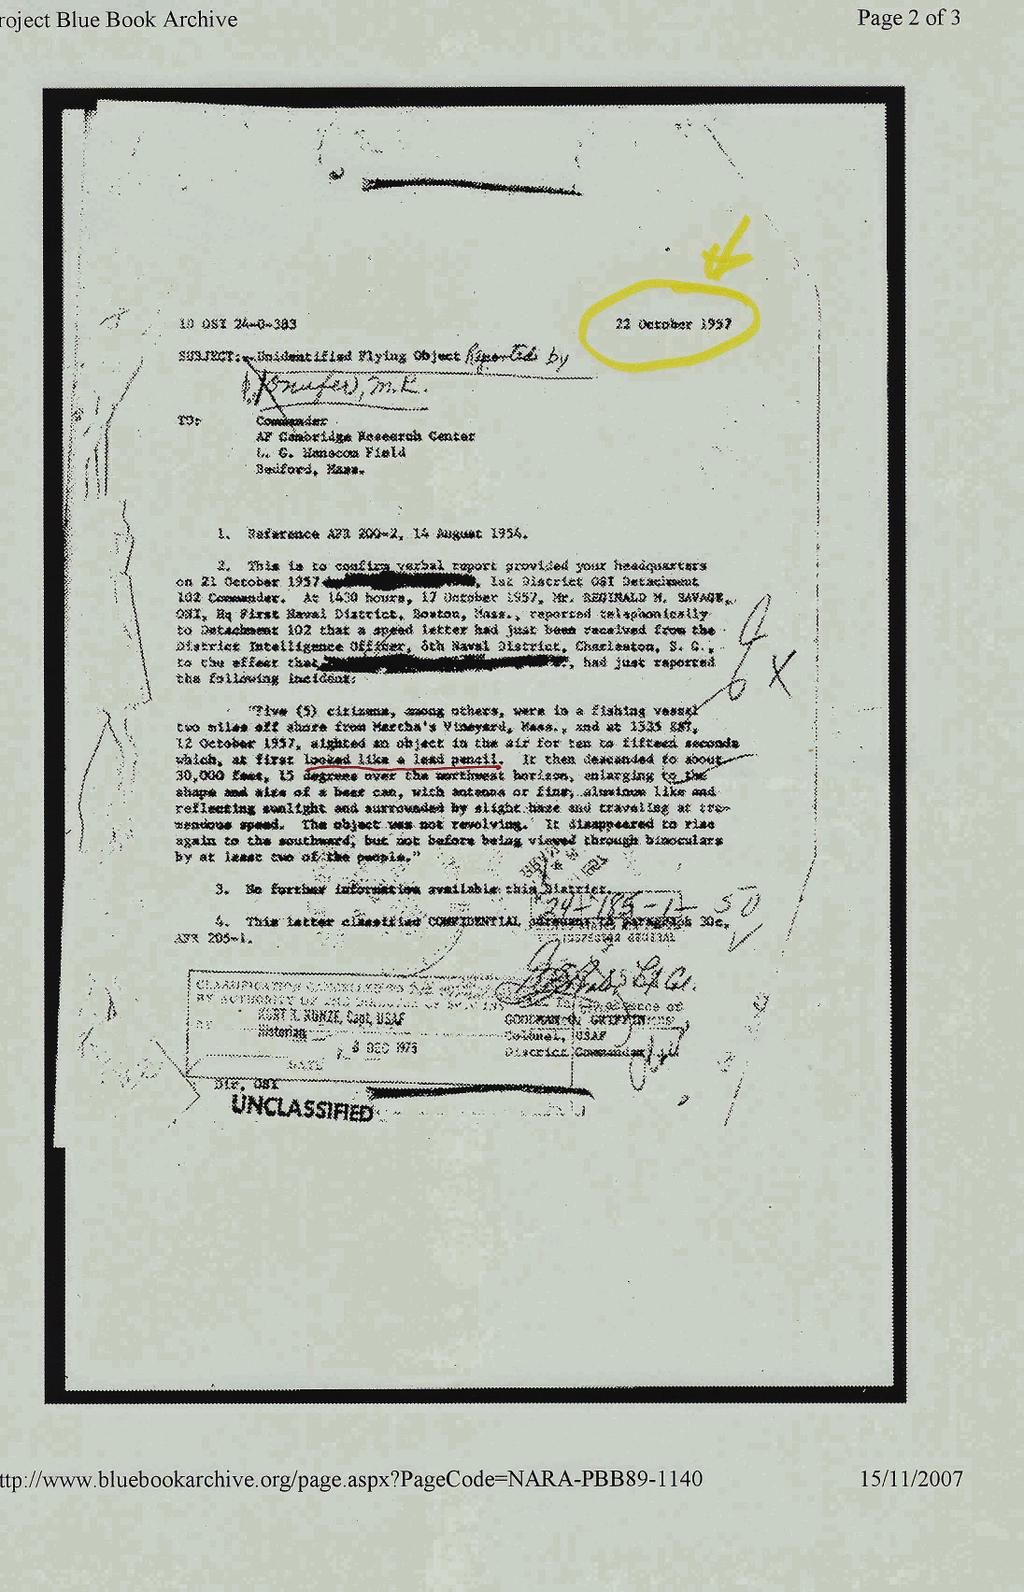 roject Blue Book Archive
Page 2 of 3
10 OSI 24-0-383
22 October 1957
SUBJECT: Unidentified Flying Object Reported by
TO: Commander
AF Cambridge Research Center
L. G. Hanscom Field
Bedford, Mass.
1. Reference AFR 200-2, 14 August 1954.
2. This is to confirm verbal report provided your headquarters
on 21 October 1957 , 1st District OSI Detachment
102 Commander. At 1430 hours, 17 October 1957, Mr. REGINALD M. SAVAGE,
ONI, Hq First Naval District, Boston, Mass., reported telephonically
to Detachment 102 that a speed letter had just been received from the
District Intelligence Officer, 6th Naval District, Charleston, S. C.,
to the effect that , had just reported
the following incident:
"Five (5) citizens, among others, were in a fishing vessel
two miles off shore from Martha's Vineyard, Mass., and at 1335 EST,
12 October 1957, sighted an object in the air for ten to fifteen seconds
which, at first looked like a lead pencil. It then descended to about
30,000 feet, 15 degrees over the northwest horizon, enlarging to the
shape and size of a beer can, with antenna or fins, aluminum like and
reflecting sunlight and surrounded by slight haze and traveling at tre-
mendous speed. The object was not revolving. It disappeared to rise
again to the southward, but not before being viewed through binoculars
by at least two of the people."
3. No further information available this District.
24-185-17-50
4. This letter classified CONFIDENTIAL pursuant to Paragraph 30c,
AFR 205-1.
INSPECTOR GENERAL
BY AUTHORITY OF THE DIRECTOR OF
KURT K. KUNZE, Capt, USAF
Historian
BY
8 DEC 1975
DATE
GOODMAN G. GRIFFIN
Colonel, USAF
District Commander
DIR, OSI
UNCLASSIFIED
ttp://www.bluebookarchive.org/page.aspx?PageCode=NARA-PBB89-1140
15/11/2007